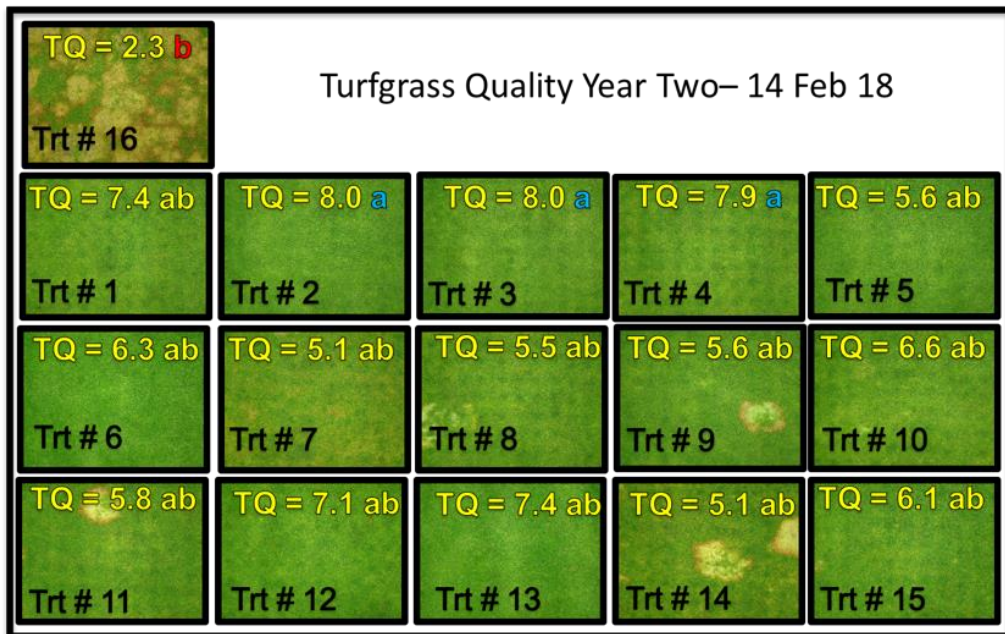 TQ = 2.3 b
Trt # 16
Turfgrass Quality Year Two– 14 Feb 18
TQ = 7.4 ab
Trt # 1
TQ = 8.0 a
Trt # 2
TQ = 8.0 a
Trt # 3
TQ = 7.9 a
Trt # 4
TQ = 5.6 ab
Trt # 5
TQ = 6.3 ab
Trt # 6
TQ = 5.1 ab
Trt # 7
TQ = 5.5 ab
Trt # 8
TQ = 5.6 ab
Trt # 9
TQ = 6.6 ab
Trt # 10
TQ = 5.8 ab
Trt # 11
TQ = 7.1 ab
Trt # 12
TQ = 7.4 ab
Trt # 13
TQ = 5.1 ab
Trt # 14
TQ = 6.1 ab
Trt # 15